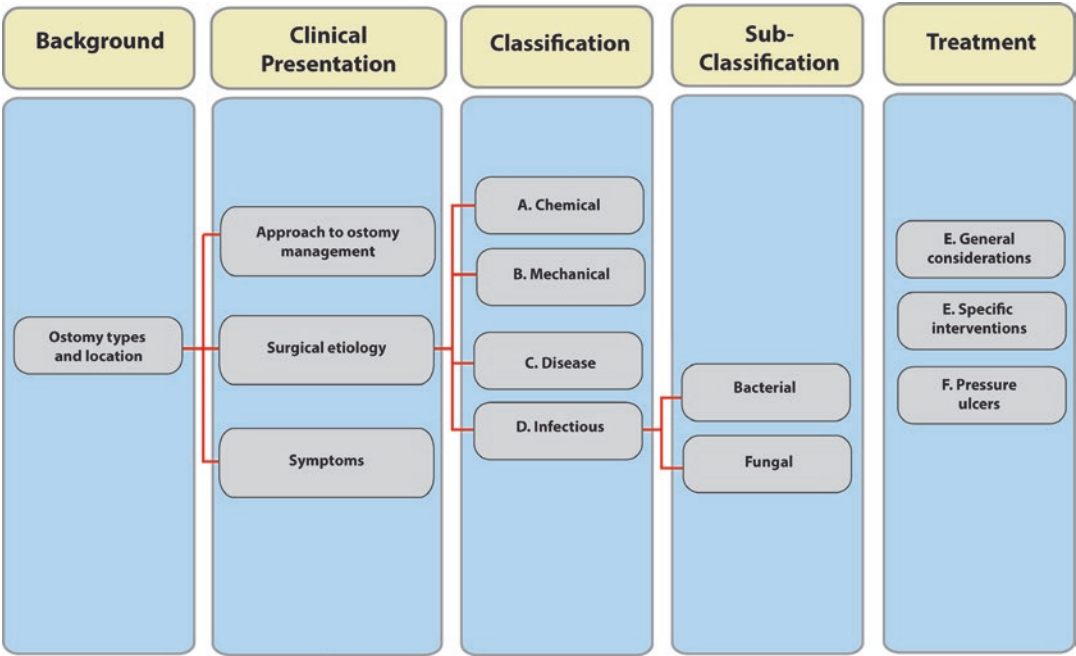 Background
Clinical
Presentation
Classification
Sub-
Classification
Treatment
Ostomy types
and location
Approach to ostomy
management
Surgical etiology
Symptoms
A. Chemical
B. Mechanical
C. Disease
D. Infectious
Bacterial
Fungal
E. General
considerations
E. Specific
interventions
F. Pressure
ulcers